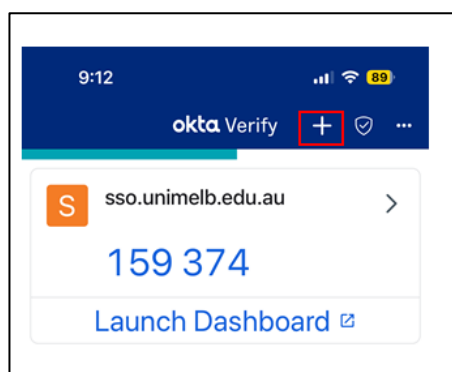 9:12 89
okta Verify
S sso.unimelb.edu.au
159 374
Launch Dashboard